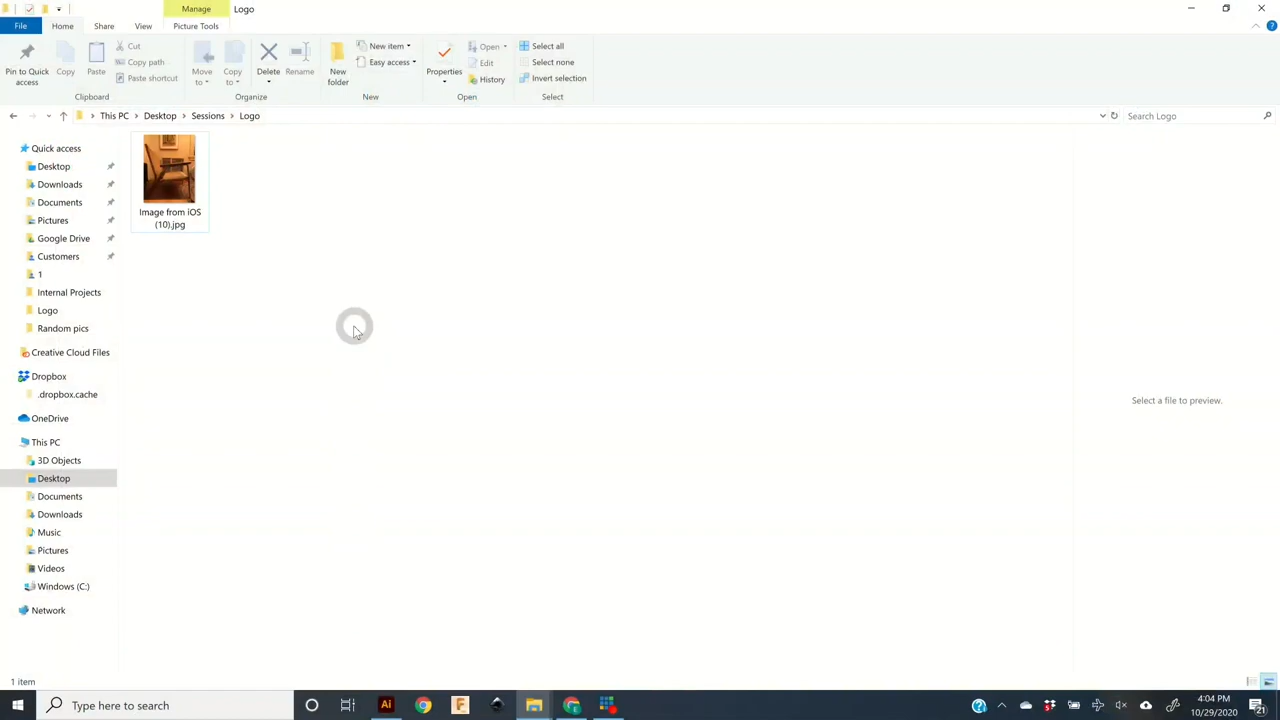 Manage
Logo
File
Home
Share
View
Picture Tools
Pin to Quick
access
Copy
Paste
Cut
Copy path
Paste shortcut
Clipboard
Move
to
Copy
to
Delete
Rename
Organize
New
folder
New item
Easy access
New
Properties
Open
Edit
History
Open
Select all
Select none
Invert selection
Select
This PC
Desktop
Sessions
Logo
Search Logo
Quick access
Desktop
Downloads
Documents
Pictures
Google Drive
Customers
1
Internal Projects
Logo
Random pics
Creative Cloud Files
Dropbox
.dropbox.cache
OneDrive
This PC
3D Objects
Desktop
Documents
Downloads
Music
Pictures
Videos
Windows (C:)
Network
Image from iOS
(10).jpg
Select a file to preview.
1 item
Type here to search
Ai
F
4:04 PM
10/29/2020
21